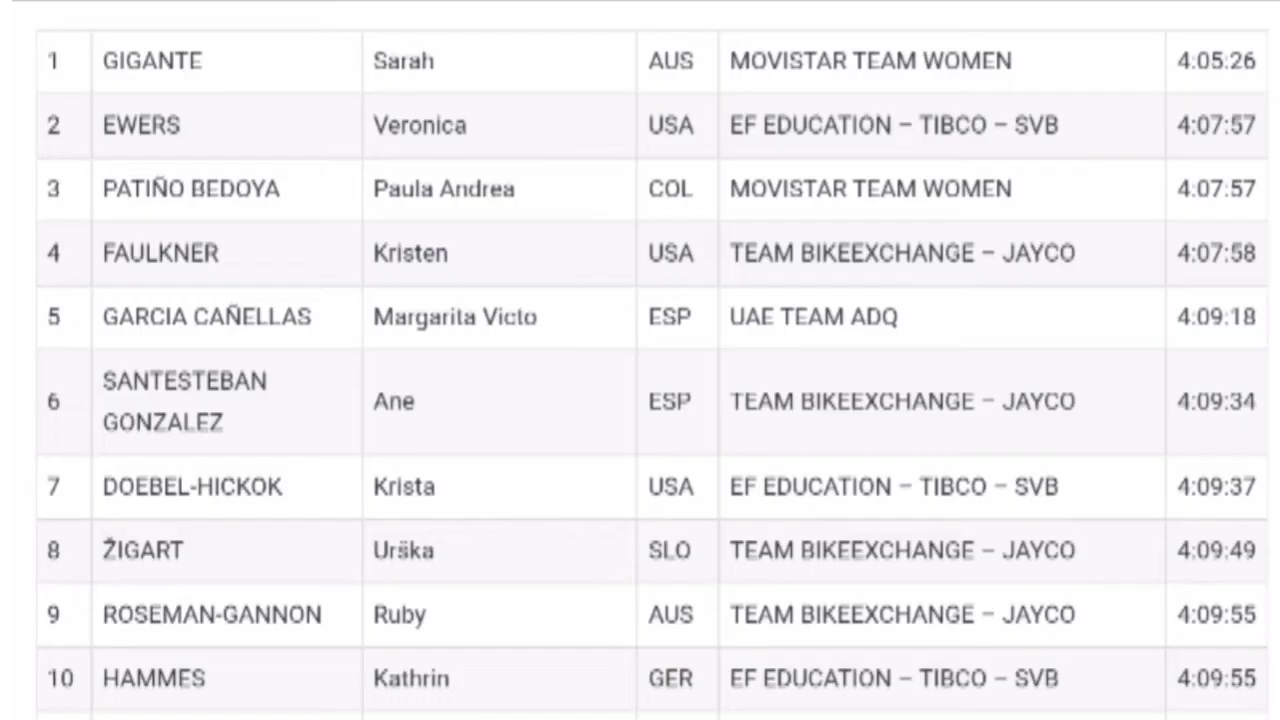 1 GIGANTE Sarah AUS MOVISTAR TEAM WOMEN 4:05:26
2 EWERS Veronica USA EF EDUCATION – TIBCO – SVB 4:07:57
3 PATIÑO BEDOYA Paula Andrea COL MOVISTAR TEAM WOMEN 4:07:57
4 FAULKNER Kristen USA TEAM BIKEEXCHANGE – JAYCO 4:07:58
5 GARCIA CAÑELLAS Margarita Victo ESP UAE TEAM ADQ 4:09:18
6 SANTESTEBAN GONZALEZ Ane ESP TEAM BIKEEXCHANGE – JAYCO 4:09:34
7 DOEBEL-HICKOK Krista USA EF EDUCATION – TIBCO – SVB 4:09:37
8 ŽIGART Urška SLO TEAM BIKEEXCHANGE – JAYCO 4:09:49
9 ROSEMAN-GANNON Ruby AUS TEAM BIKEEXCHANGE – JAYCO 4:09:55
10 HAMMES Kathrin GER EF EDUCATION – TIBCO – SVB 4:09:55